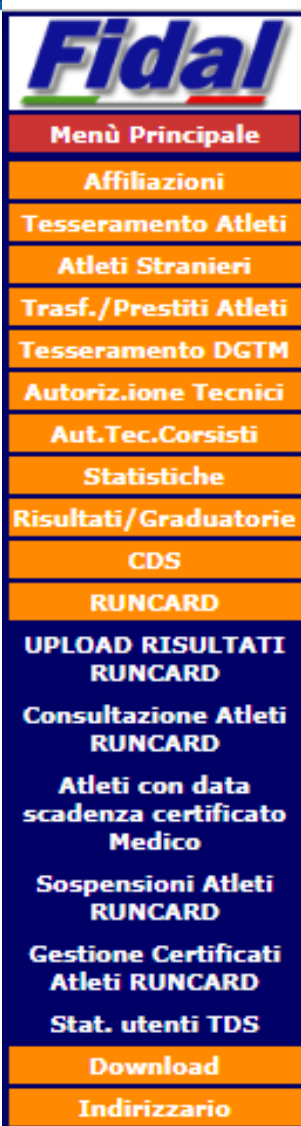 Fidal
Menù Principale
Affiliazioni
Tesseramento Atleti
Atleti Stranieri
Trasf./Prestiti Atleti
Tesseramento DGTM
Autoriz.ione Tecnici
Aut.Tec.Corsisti
Statistiche
Risultati/Graduatorie
CDS
RUNCARD
UPLOAD RISULTATI
RUNCARD
Consultazione Atleti
RUNCARD
Atleti con data
scadenza certificato
Medico
Sospensioni Atleti
RUNCARD
Gestione Certificati
Atleti RUNCARD
Stat. utenti TDS
Download
Indirizzario